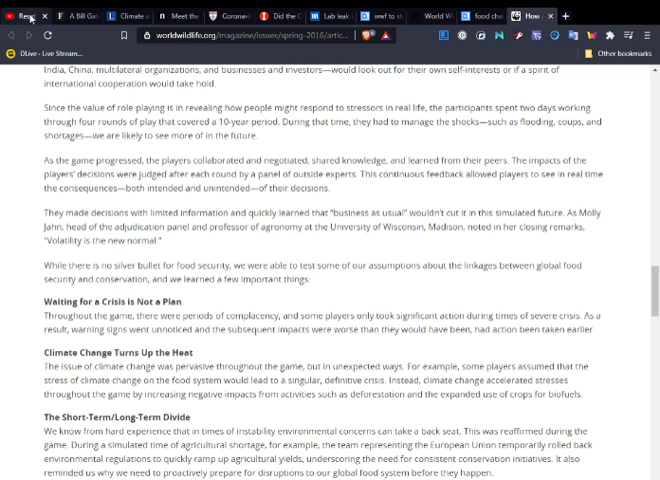 Re
A Bill Gat
Climate a
Meet the
Coronav
Did the C
Lab leak
wwf to st
World Wi
food cha
How
worldwildlife.org/magazine/issues/spring-2016/artic...
DLive - Live Stream...
Other bookmarks
India, China, multilateral organizations, and businesses and investors—would look out for their own self-interests or if a spirit of
international cooperation would take hold.
Since the value of role-playing is in revealing how people might respond to stressors in real life, the participants spent two days working
through four rounds of play that covered a 10-year period. During that time, they had to manage the shocks—such as flooding, coups, and
shortages—we are likely to see more of in the future.
As the game progressed, the players collaborated and negotiated, shared knowledge, and learned from their peers. The impacts of the
players' decisions were judged after each round by a panel of outside experts. This continuous feedback allowed players to see in real time
the consequences—both intended and unintended—of their decisions.
They made decisions with limited information and quickly learned that "business as usual" wouldn't cut it in this simulated future. As Molly
Jahn, head of the adjudication panel and professor of agronomy at the University of Wisconsin, Madison, noted in her closing remarks,
"Volatility is the new normal."
While there is no silver bullet for food security, we were able to test some of our assumptions about the linkages between global food
security and conservation, and we learned a few important things:
Waiting for a Crisis is Not a Plan
Throughout the game, there were periods of complacency, and some players only took significant action during times of severe crisis. As a
result, warning signs went unnoticed and the subsequent impacts were worse than they would have been, had action been taken earlier.
Climate Change Turns Up the Heat
The issue of climate change was pervasive throughout the game, but in unexpected ways. For example, some players assumed that the
stress of climate change on the food system would lead to a singular, definitive crisis. Instead, climate change accelerated stresses
throughout the game by increasing negative impacts from activities such as deforestation and the expanded use of crops for biofuels.
The Short-Term/Long-Term Divide
We know from hard experience that in times of instability environmental concerns can take a back seat. This was reaffirmed during the
game. During a simulated time of agricultural shortage, for example, the team representing the European Union temporarily rolled back
environmental regulations to quickly ramp up agricultural yields, underscoring the need for consistent conservation initiatives. It also
reminded us why we need to proactively prepare for disruptions to our global food system before they happen.